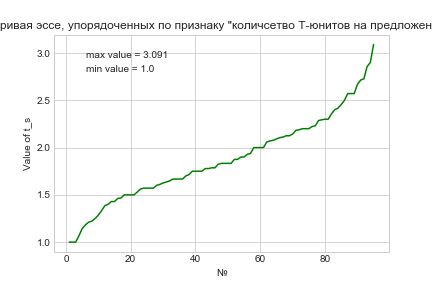 ривая эссе, упорядоченных по признаку "количсетво Т-юнитов на предложен
max value = 3.091
min value = 1.0
3.0
2.5
2.0
1.5
1.0
Value of t_s
0
20
40
60
80
№